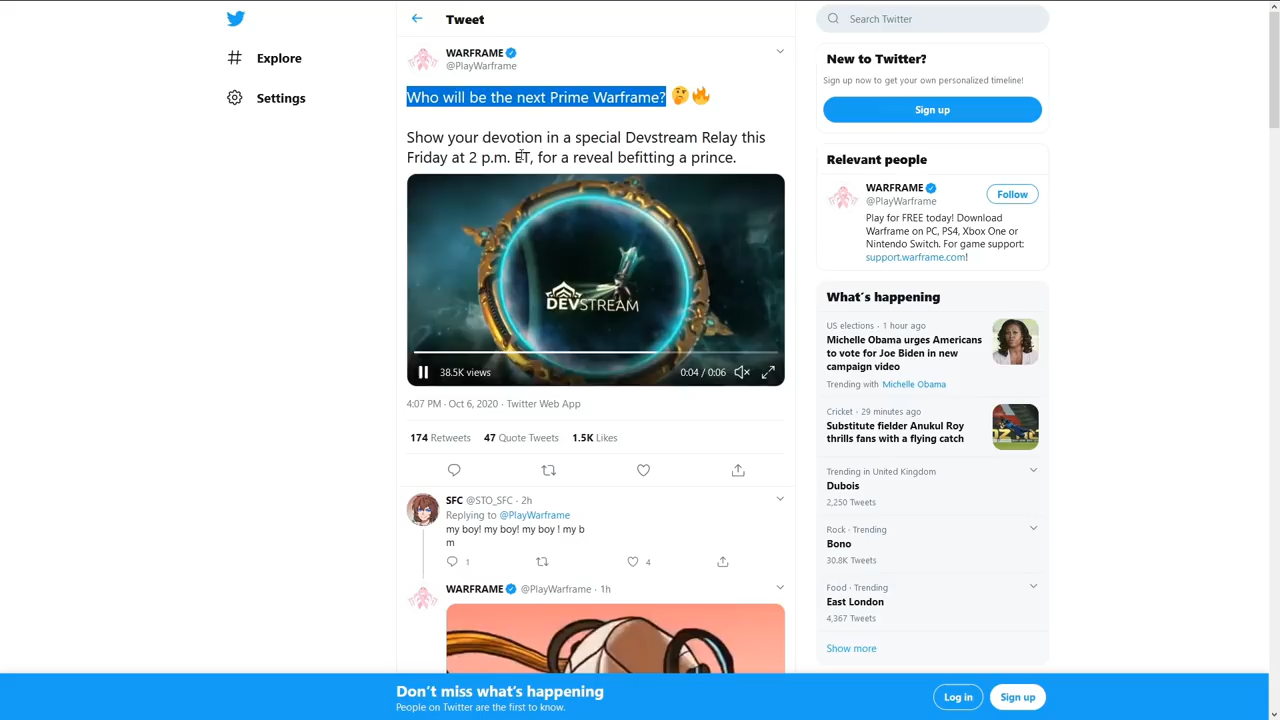 Tweet
Explore
Settings
WARFRAME
@PlayWarframe
Who will be the next Prime Warframe? 🤔🔥
Show your devotion in a special Devstream Relay this
Friday at 2 p.m. ET, for a reveal befitting a prince.
DEVSTREAM
38.5K views
0:04 / 0:06
4:07 PM · Oct 6, 2020 · Twitter Web App
174 Retweets 47 Quote Tweets 1.5K Likes
SFC @STO_SFC · 2h
Replying to @PlayWarframe
my boy! my boy! my boy ! my b
m
1
4
WARFRAME @PlayWarframe · 1h
Search Twitter
New to Twitter?
Sign up now to get your own personalized timeline!
Sign up
Relevant people
WARFRAME
@PlayWarframe
Follow
Play for FREE today! Download
Warframe on PC, PS4, Xbox One or
Nintendo Switch. For game support:
support.warframe.com!
What´s happening
US elections · 1 hour ago
Michelle Obama urges Americans
to vote for Joe Biden in new
campaign video
Trending with Michelle Obama
Cricket · 29 minutes ago
Substitute fielder Anukul Roy
thrills fans with a flying catch
Trending in United Kingdom
Dubois
2,250 Tweets
Rock · Trending
Bono
30.8K Tweets
Food · Trending
East London
4,367 Tweets
Show more
Don't miss what's happening
People on Twitter are the first to know.
Log in
Sign up